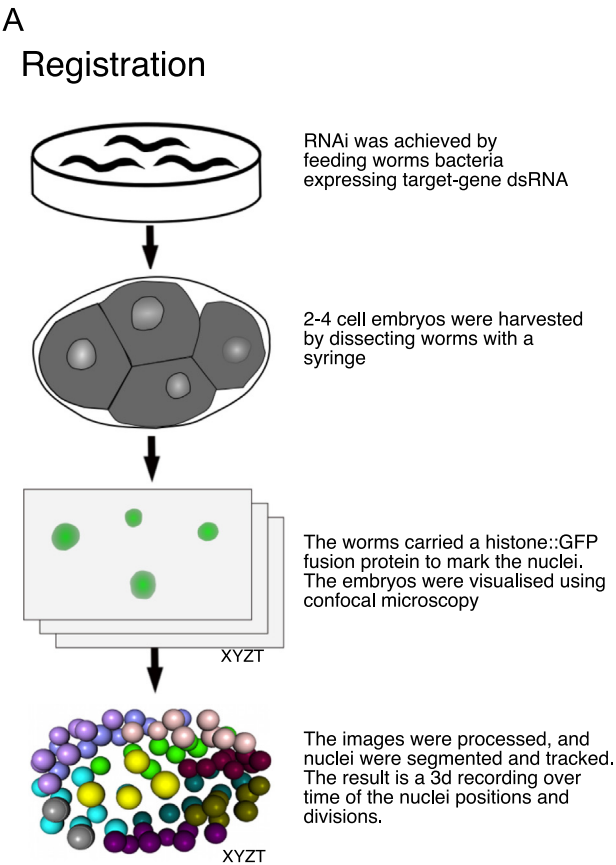 A
Registration
RNAi was achieved by
feeding worms bacteria
expressing target-gene dsRNA
2-4 cell embryos were harvested
by dissecting worms with a
syringe
The worms carried a histone::GFP
fusion protein to mark the nuclei.
The embryos were visualised using
confocal microscopy
XYZT
The images were processed, and
nuclei were segmented and tracked.
The result is a 3d recording over
time of the nuclei positions and
divisions.
XYZT